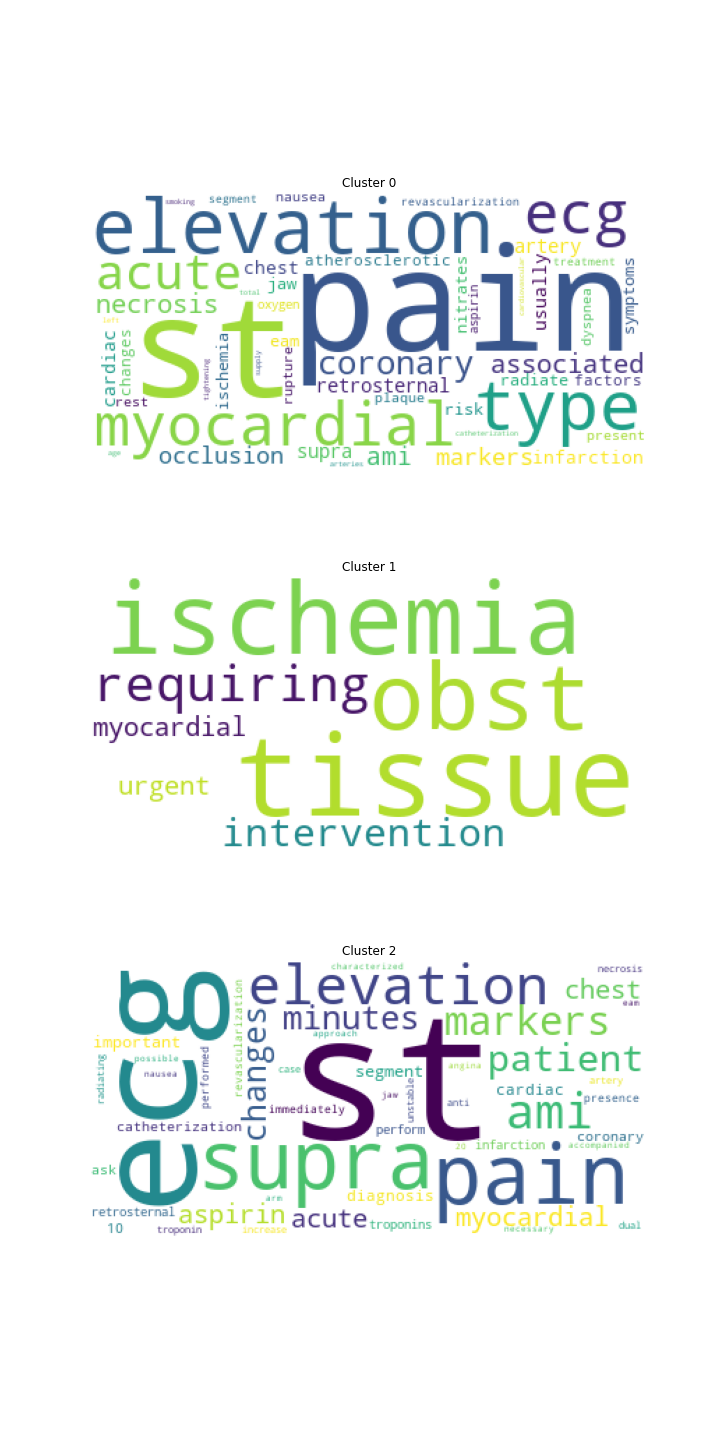 Cluster 0
smoking segment nausea revascularization
elevation ecg
artery
acute chest atherosclerotic pain usually treatment
jaw nitrates aspirin cardiovascular dyspnea symptoms
necrosis total oxygen
left st eam
cardiac changes ischemia supply rupture
tightening coronary associated
rest retrosternal radiate factors
plaque risk type
myocardial catheterization present
age occlusion supra ami markers infarction
arteries
Cluster 1
ischemia
requiring obst
myocardial
urgent tissue
intervention
Cluster 2
characterized necrosis
ecg elevation chest
eam
minutes markers
important changes revascularization approach
possible st patient
radiating nausea performed case segment angina
artery
cardiac presence
immediately jaw unstable anti ami
catheterization perform coronary
supra 20 infarction accompanied
ask pain
arm diagnosis
retrosternal aspirin acute troponins myocardial
10 troponin increase necessary dual